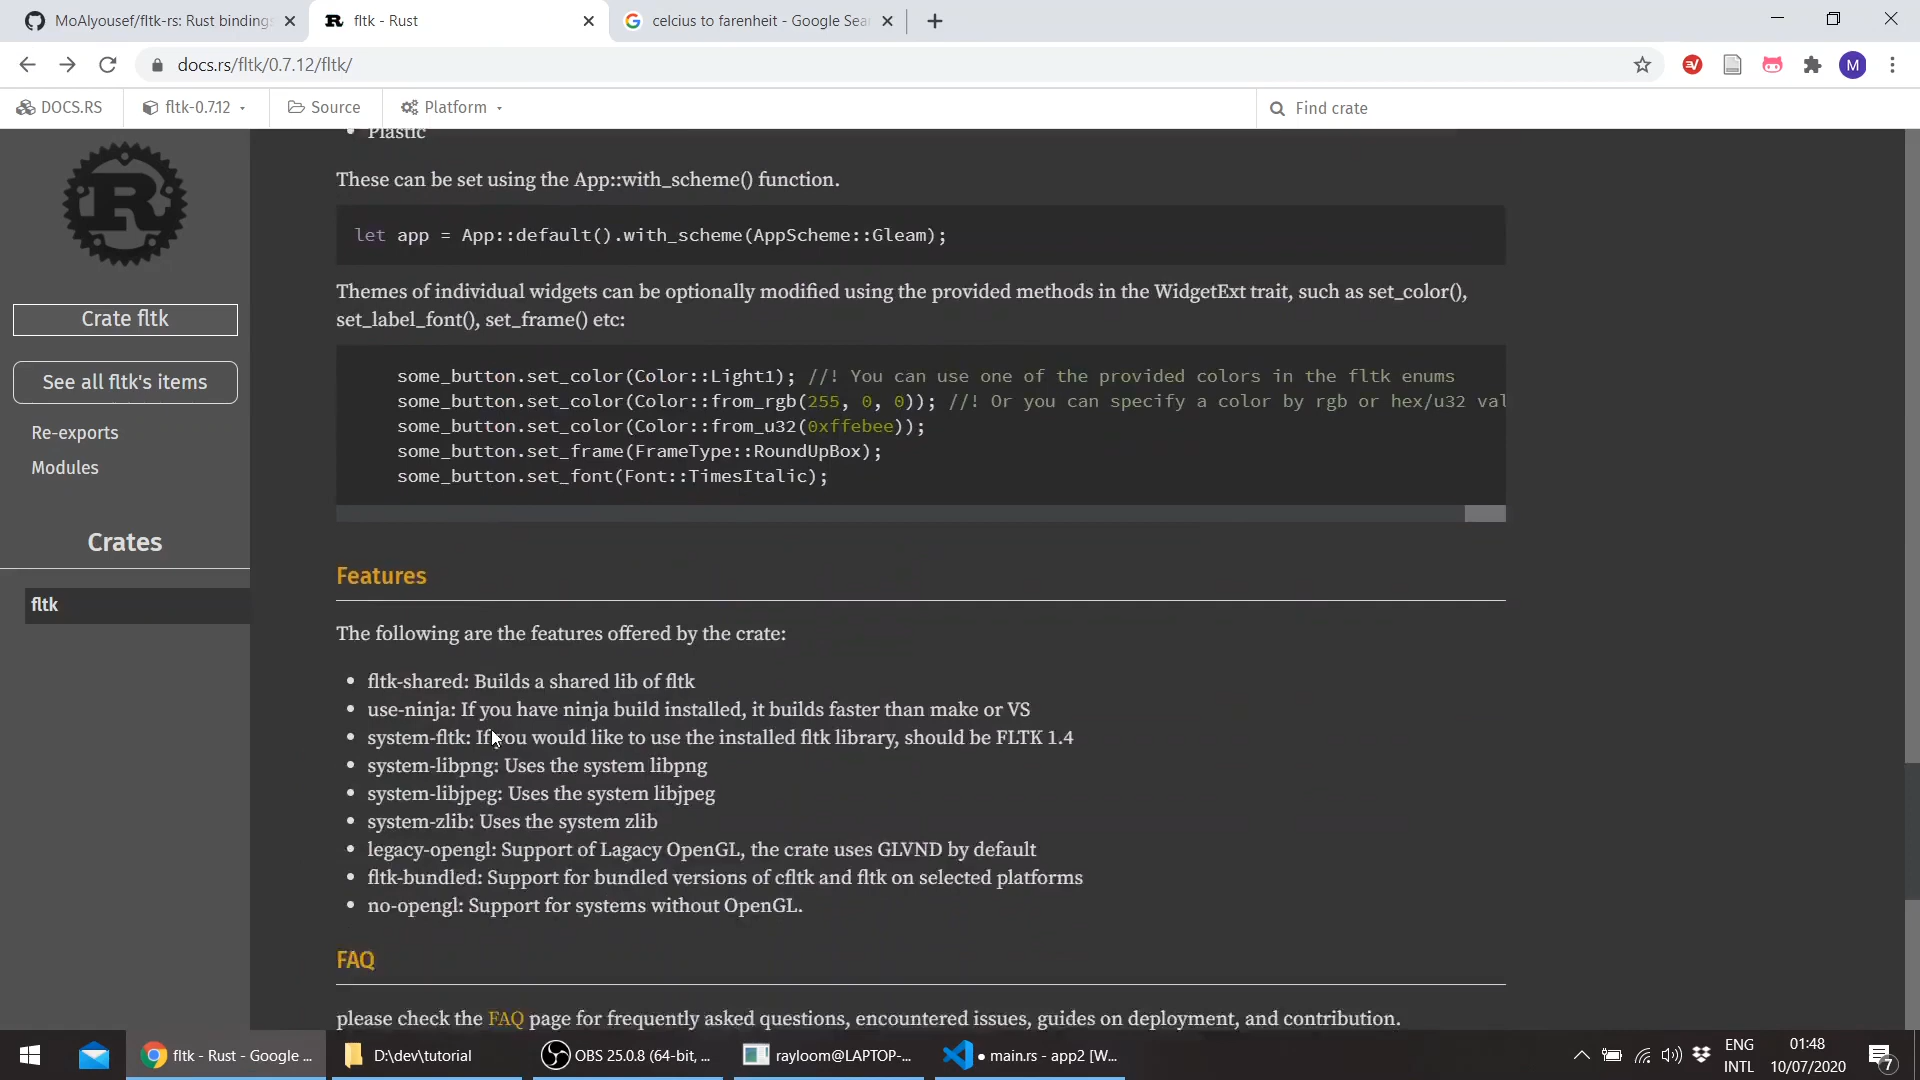 MoAlyousef/fltk-rs: Rust bindings
fltk - Rust
celcius to farenheit - Google Sea
docs.rs/fltk/0.7.12/fltk/
M
DOCS.RS
fltk-0.7.12
Source
Platform
Find crate
Plastic
These can be set using the App::with_scheme() function.
let app = App::default().with_scheme(AppScheme::Gleam);
Themes of individual widgets can be optionally modified using the provided methods in the WidgetExt trait, such as set_color(),
set_label_font(), set_frame() etc:
some_button.set_color(Color::Light1); //! You can use one of the provided colors in the fltk enums
some_button.set_color(Color::from_rgb(255, 0, 0)); //! Or you can specify a color by rgb or hex/u32 val
some_button.set_color(Color::from_u32(0xffebee));
some_button.set_frame(FrameType::RoundUpBox);
some_button.set_font(Font::TimesItalic);
Crate fltk
See all fltk's items
Re-exports
Modules
Crates
fltk
Features
The following are the features offered by the crate:
• fltk-shared: Builds a shared lib of fltk
• use-ninja: If you have ninja build installed, it builds faster than make or VS
• system-fltk: If you would like to use the installed fltk library, should be FLTK 1.4
• system-libpng: Uses the system libpng
• system-libjpeg: Uses the system libjpeg
• system-zlib: Uses the system zlib
• legacy-opengl: Support of Lagacy OpenGL, the crate uses GLVND by default
• fltk-bundled: Support for bundled versions of cfltk and fltk on selected platforms
• no-opengl: Support for systems without OpenGL.
FAQ
please check the FAQ page for frequently asked questions, encountered issues, guides on deployment, and contribution.
fltk - Rust - Google ...
D:\dev\tutorial
OBS 25.0.8 (64-bit, ...
rayloom@LAPTOP-...
● main.rs - app2 [W...
ENG
INTL
01:48
10/07/2020
7